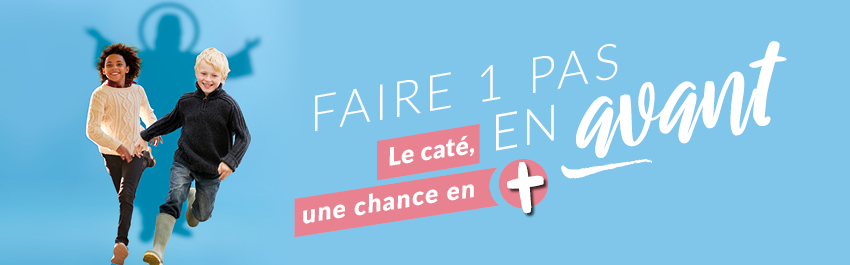 FAIRE 1 PAS
EN avant
Le caté,
une chance en +